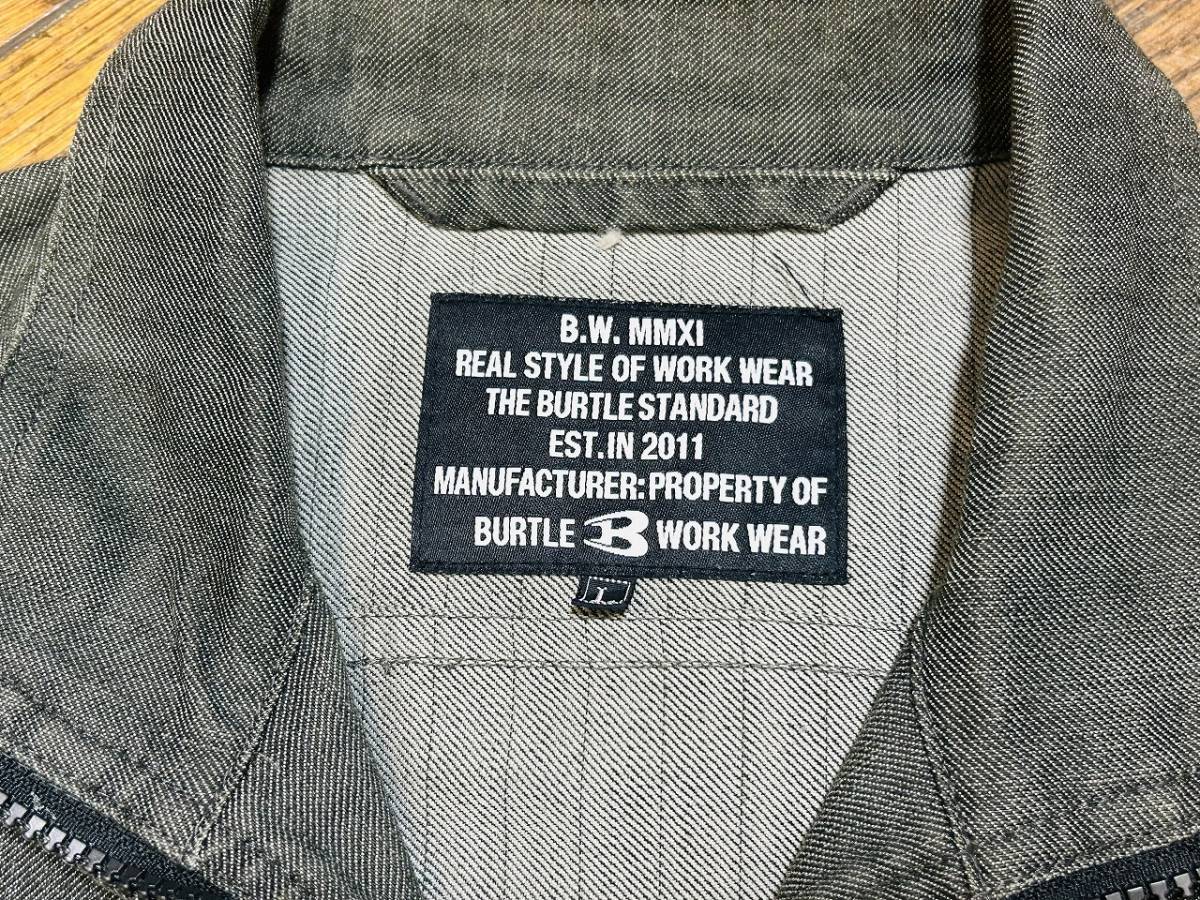 B.W. MMXI
REAL STYLE OF WORK WEAR
THE BURTLE STANDARD
EST. IN 2011
MANUFACTURER: PROPERTY OF
BURTLE B WORK WEAR
L